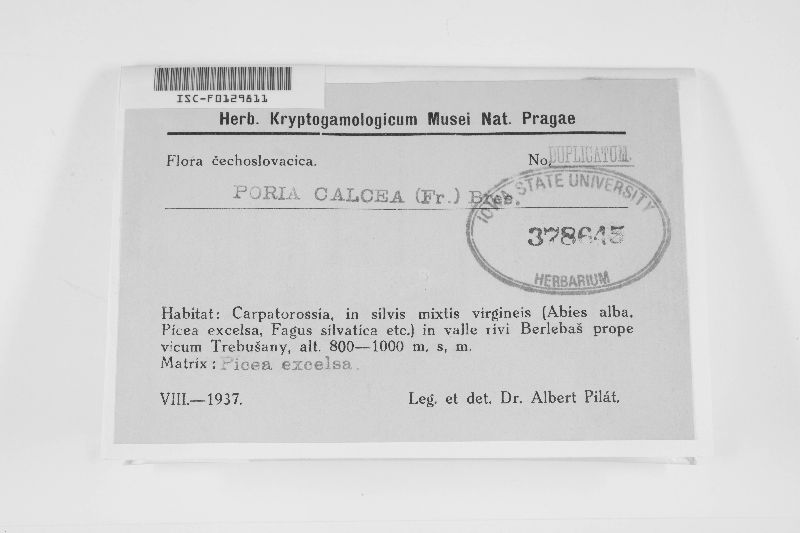 ISC-F0129811
Herb. Kryptogamologicum Musei Nat. Pragae
Flora čechoslovacica.
No. DUPLICATUM.
PORIA CALCEA (Fr.) Bres.
IOWA STATE UNIVERSITY
378645
HERBARIUM
Habitat: Carpatorossia, in silvis mixtis virgineis (Abies alba,
Picea excelsa, Fagus silvatica etc.) in valle rivi Berlebaš prope
vicum Trebušany, alt. 800—1000 m. s. m.
Matrix: Picea excelsa.
VIII.—1937.
Leg. et det. Dr. Albert Pilát.